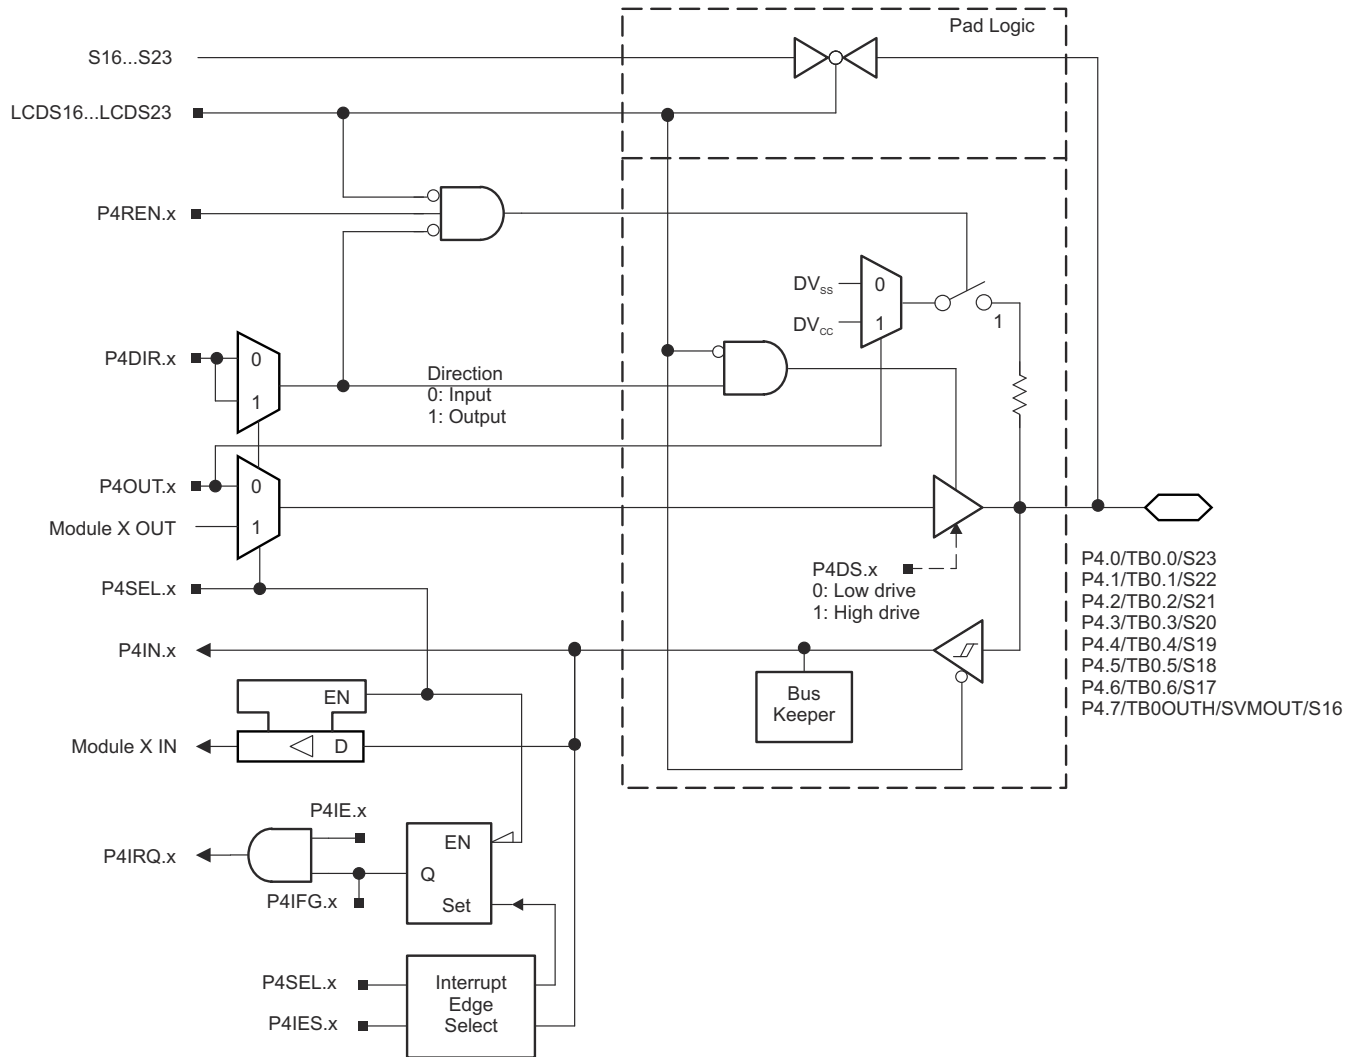 Pad Logic
S16...S23
LCDS16...LCDS23
P4REN.x
DVss 0
DVcc 1
1
P4DIR.x
0
1
Direction
0: Input
1: Output
P4OUT.x
0
Module X OUT
1
P4SEL.x
P4DS.x
0: Low drive
1: High drive
P4.0/TB0.0/S23
P4.1/TB0.1/S22
P4.2/TB0.2/S21
P4.3/TB0.3/S20
P4.4/TB0.4/S19
P4.5/TB0.5/S18
P4.6/TB0.6/S17
P4.7/TB0OUTH/SVMOUT/S16
P4IN.x
Bus
Keeper
EN
Module X IN
D
P4IE.x
P4IRQ.x
EN
Q
P4IFG.x
Set
P4SEL.x
P4IES.x
Interrupt
Edge
Select